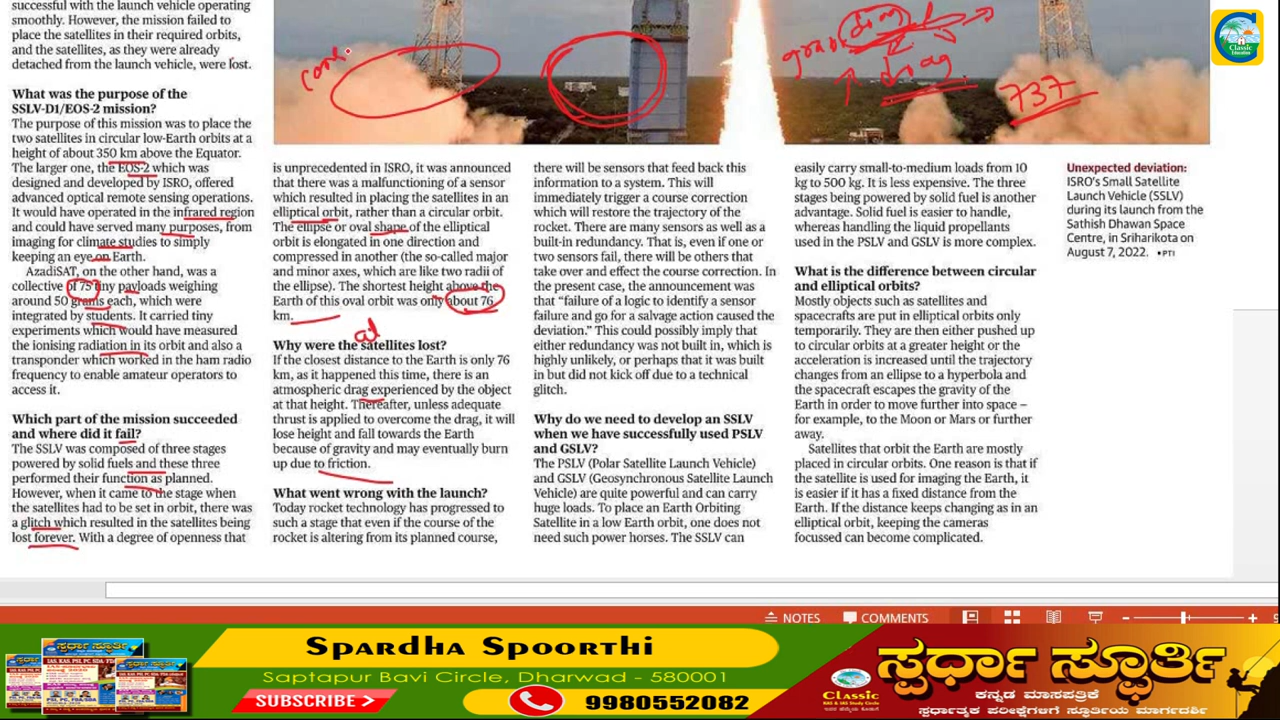 successful with the launch vehicle operating
smoothly. However, the mission failed to
place the satellites in their required orbits,
and the satellites, as they were already
detached from the launch vehicle, were lost.
What was the purpose of the
SSLV-D1/EOS-2 mission?
The purpose of this mission was to place the
two satellites in circular low-Earth orbits at a
height of about 350 km above the Equator.
The larger one, the EOS-2 which was
designed and developed by ISRO, offered
advanced optical remote sensing operations.
It would have operated in the infrared region
and could have served many purposes, from
imaging for climate studies to simply
keeping an eye on Earth.
AzadiSAT, on the other hand, was a
collective of 75 tiny payloads weighing
around 50 grams each, which were
integrated by students. It carried tiny
experiments which would have measured
the ionising radiation in its orbit and also a
transponder which worked in the ham radio
frequency to enable amateur operators to
access it.
Which part of the mission succeeded
and where did it fail?
The SSLV was composed of three stages
powered by solid fuels and these three
performed their function as planned.
However, when it came to the stage when
the satellites had to be set in orbit, there was
a glitch which resulted in the satellites being
lost forever. With a degree of openness that
is unprecedented in ISRO, it was announced
that there was a malfunctioning of a sensor
which resulted in placing the satellites in an
elliptical orbit, rather than a circular orbit.
The ellipse or oval shape of the elliptical
orbit is elongated in one direction and
compressed in another (the so-called major
and minor axes, which are like two radii of
the ellipse). The shortest height above the
Earth of this oval orbit was only about 76
km.
Why were the satellites lost?
If the closest distance to the Earth is only 76
km, as it happened this time, there is an
atmospheric drag experienced by the object
at that height. Thereafter, unless adequate
thrust is applied to overcome the drag, it will
lose height and fall towards the Earth
because of gravity and may eventually burn
up due to friction.
What went wrong with the launch?
Today rocket technology has progressed to
such a stage that even if the course of the
rocket is altering from its planned course,
there will be sensors that feed back this
information to a system. This will
immediately trigger a course correction
which will restore the trajectory of the
rocket. There are many sensors as well as a
built-in redundancy. That is, even if one or
two sensors fail, there will be others that
take over and effect the course correction. In
the present case, the announcement was
that “failure of a logic to identify a sensor
failure and go for a salvage action caused the
deviation.” This could possibly imply that
either redundancy was not built in, which is
highly unlikely, or perhaps that it was built
in but did not kick off due to a technical
glitch.
Why do we need to develop an SSLV
when we have successfully used PSLV
and GSLV?
The PSLV (Polar Satellite Launch Vehicle)
and GSLV (Geosynchronous Satellite Launch
Vehicle) are quite powerful and can carry
huge loads. To place an Earth Orbiting
Satellite in a low Earth orbit, one does not
need such power horses. The SSLV can
easily carry small-to-medium loads from 10
kg to 500 kg. It is less expensive. The three
stages being powered by solid fuel is another
advantage. Solid fuel is easier to handle,
whereas handling the liquid propellants
used in the PSLV and GSLV is more complex.
What is the difference between circular
and elliptical orbits?
Mostly objects such as satellites and
spacecrafts are put in elliptical orbits only
temporarily. They are then either pushed up
to circular orbits at a greater height or the
acceleration is increased until the trajectory
changes from an ellipse to a hyperbola and
the spacecraft escapes the gravity of the
Earth in order to move further into space –
for example, to the Moon or Mars or further
away.
Satellites that orbit the Earth are mostly
placed in circular orbits. One reason is that if
the satellite is used for imaging the Earth, it
is easier if it has a fixed distance from the
Earth. If the distance keeps changing as in an
elliptical orbit, keeping the cameras
focussed can become complicated.
Unexpected deviation:
ISRO's Small Satellite
Launch Vehicle (SSLV)
during its launch from the
Sathish Dhawan Space
Centre, in Sriharikota on
August 7, 2022. •PTI
drag
737
Classic
Education
NOTES COMMENTS
SPARDHA SPOORTHI
Saptapur Bavi Circle, Dharwad - 580001
SUBSCRIBE 9980552082
ಸ್ಪರ್ಧಾ ಸ್ಫೂರ್ತಿ
ಕನ್ನಡ ಮಾಸಪತ್ರಿಕೆ
ಸ್ಪರ್ಧಾತ್ಮಕ ಪರೀಕ್ಷೆಗಳಿಗೆ ಸ್ಫೂರ್ತಿಯ ಮಾರ್ಗದರ್ಶಿ
Classic
IAS & KAS Study Circle